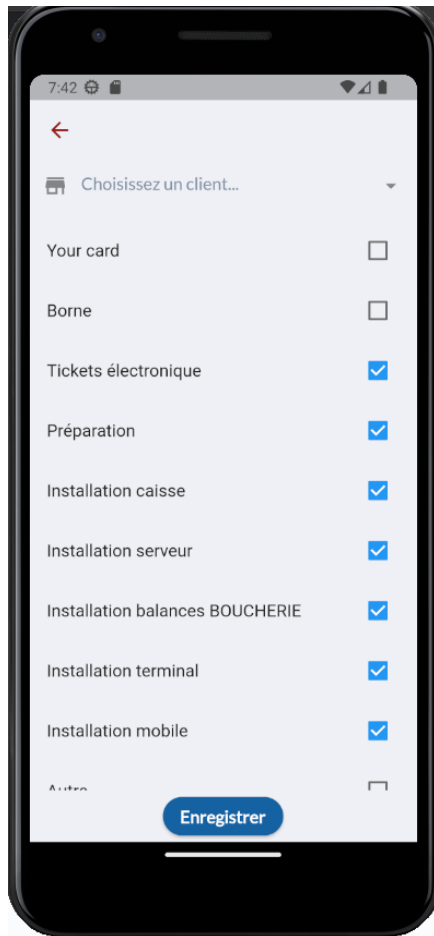 7:42
Choisissez un client...
Your card
Borne
Tickets électronique
Préparation
Installation caisse
Installation serveur
Installation balances BOUCHERIE
Installation terminal
Installation mobile
Autre
Enregistrer